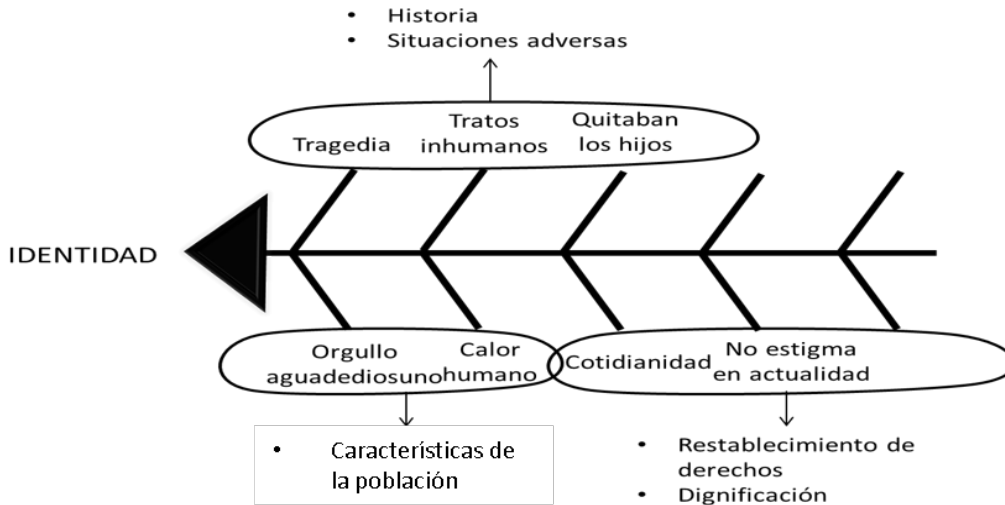 • Historia
• Situaciones adversas
Tragedia
Tratos
inhumanos
Quitaban
los hijos
IDENTIDAD
Orgullo
aguadediosuno
Calor
humano
Cotidianidad
No estigma
en actualidad
• Características de
la población
• Restablecimiento de
derechos
• Dignificación